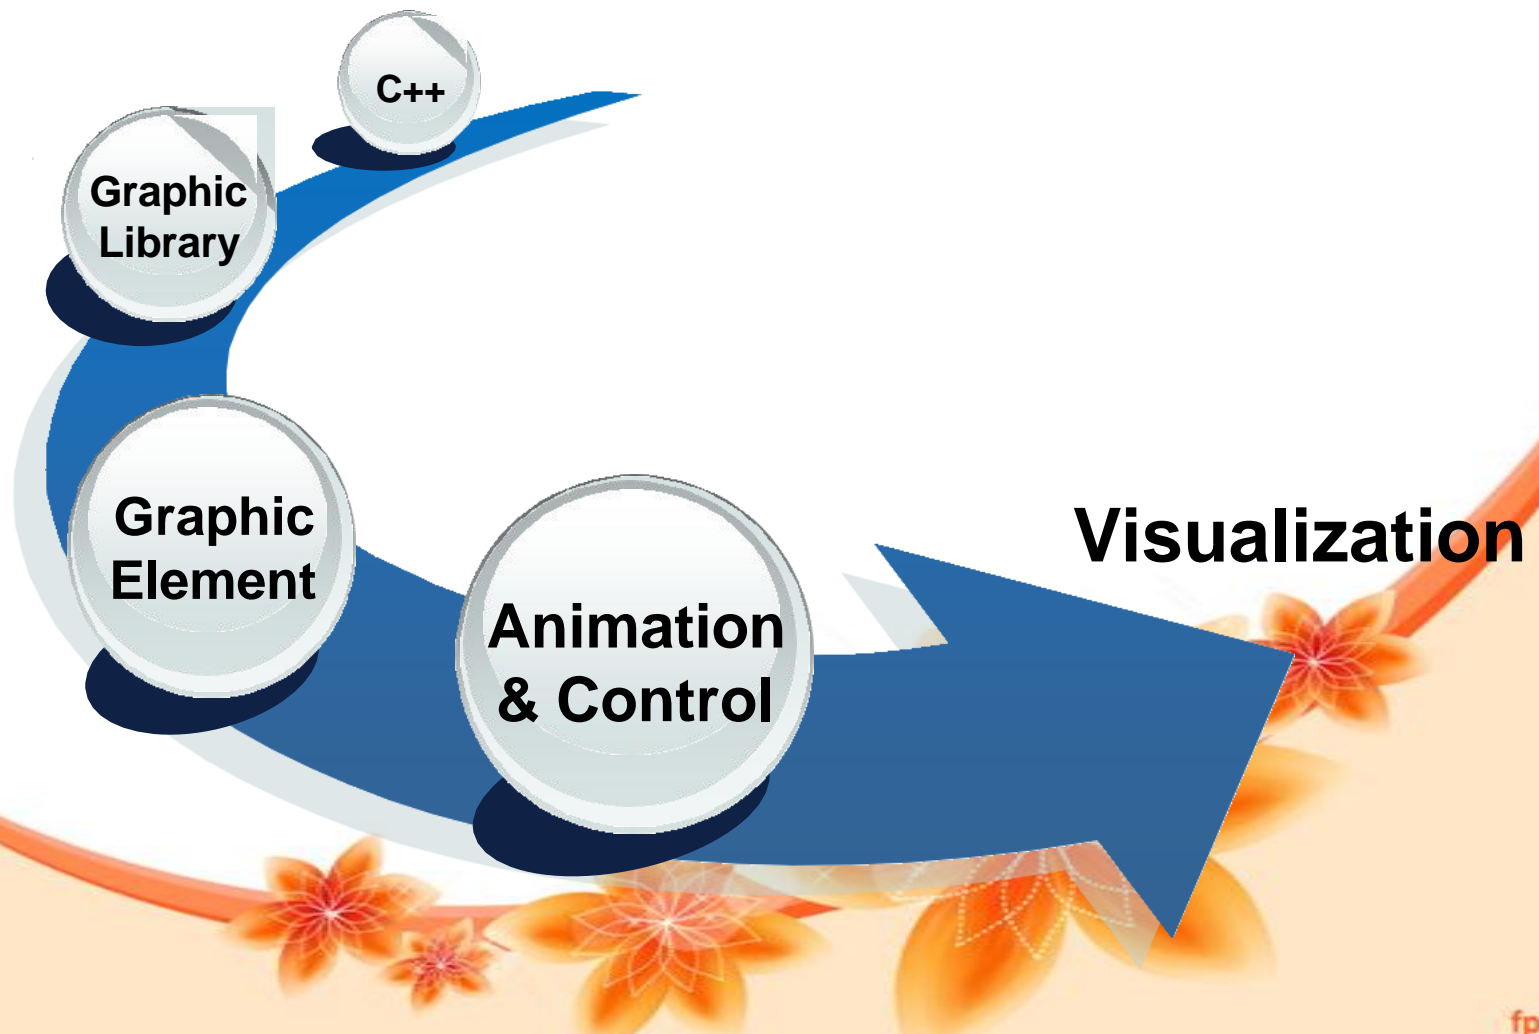 C++
Graphic
Library
Graphic
Element
Animation
& Control
Visualization